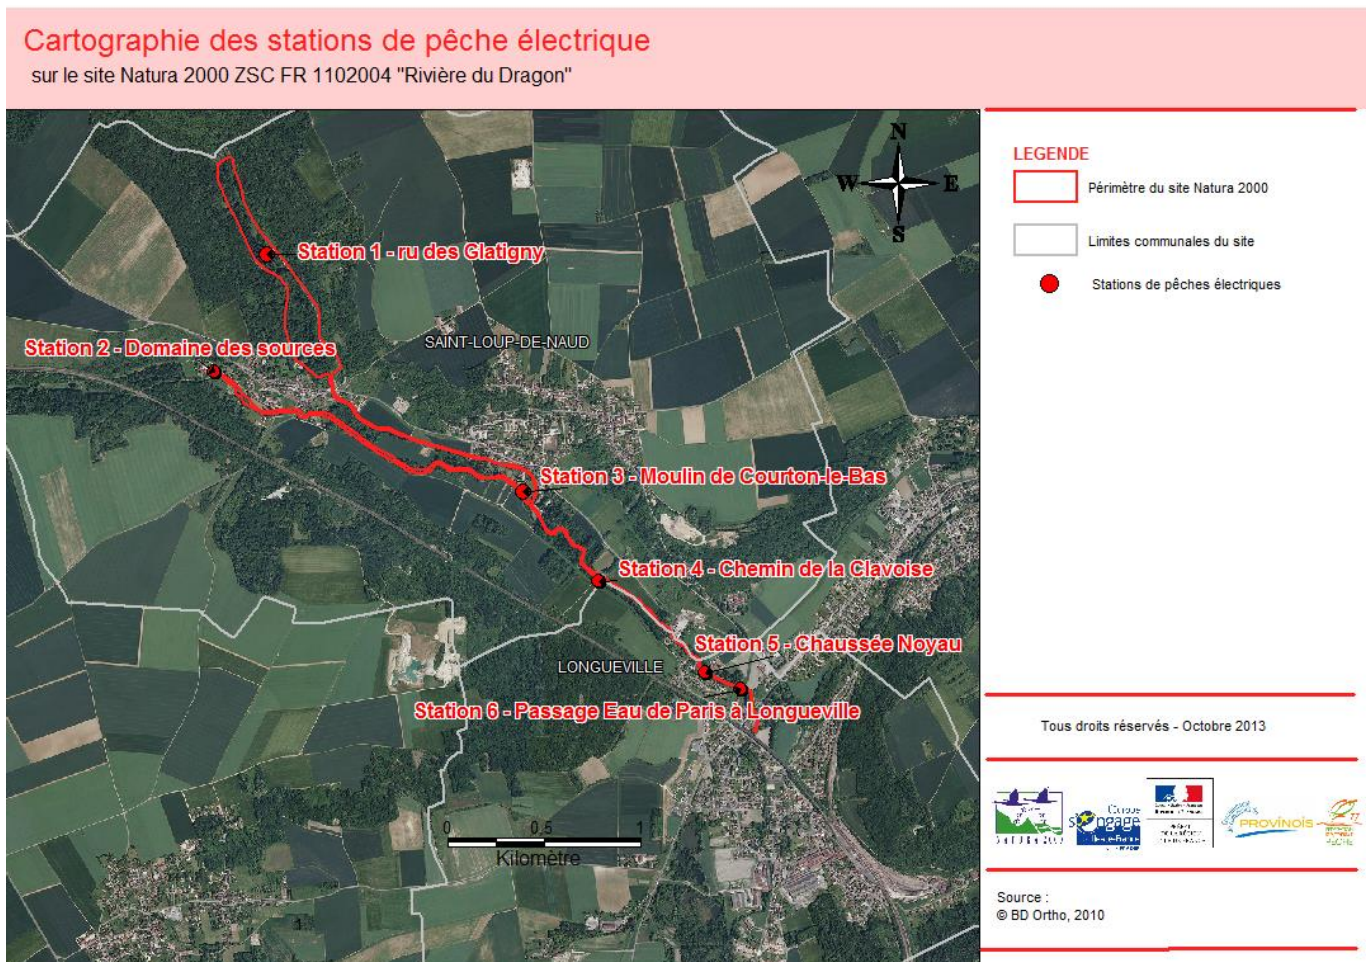 Cartographie des stations de pêche électrique
sur le site Natura 2000 ZSC FR 1102004 "Rivière du Dragon"
N
W E
S
Station 1 - ru des Glatigny
Station 2 - Domaine des sources
SAINT-LOUP-DE-NAUD
Station 3 - Moulin de Courton-le-Bas
Station 4 - Chemin de la Clavoise
Station 5 - Chaussée Noyau
LONGUEVILLE
Station 6 - Passage Eau de Paris à Longueville
0 0,5 1
Kilomètre
LEGENDE
Périmètre du site Natura 2000
Limites communales du site
Stations de pêches électriques
Tous droits réservés - Octobre 2013
NATURA 2000
s'engage
PROVINOIS
Source :
© BD Ortho, 2010